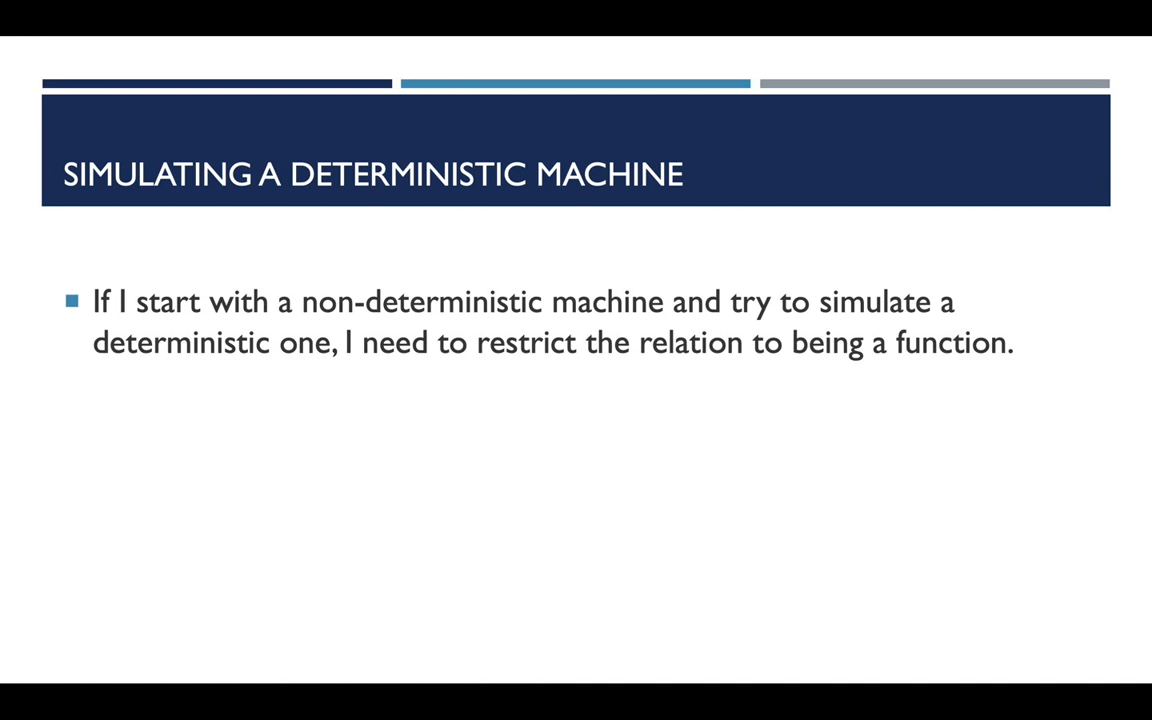 SIMULATING A DETERMINISTIC MACHINE
If I start with a non-deterministic machine and try to simulate a
deterministic one, I need to restrict the relation to being a function.